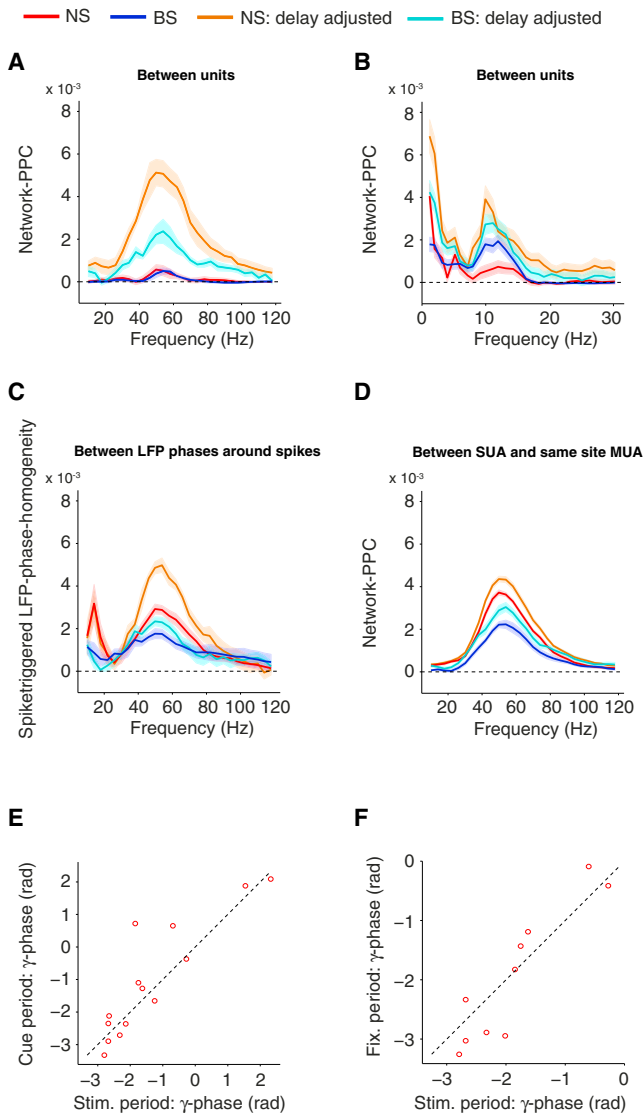 NS BS NS: delay adjusted BS: delay adjusted
A
Between units
x 10-3
Network-PPC
8
6
4
2
0
20 40 60 80 100 120
Frequency (Hz)
B
Between units
x 10-3
Network-PPC
8
6
4
2
0
0 10 20 30
Frequency (Hz)
C
Between LFP phases around spikes
x 10-3
Spiketriggered LFP-phase-homogeneity
8
6
4
2
0
20 40 60 80 100 120
Frequency (Hz)
D
Between SUA and same site MUA
x 10-3
Network-PPC
8
6
4
2
0
20 40 60 80 100 120
Frequency (Hz)
E
Cue period: γ-phase (rad)
2
1
0
−1
−2
−3
−3 −2 −1 0 1 2
Stim. period: γ-phase (rad)
F
Fix. period: γ-phase (rad)
0
−1
−2
−3
−3 −2 −1 0
Stim. period: γ-phase (rad)